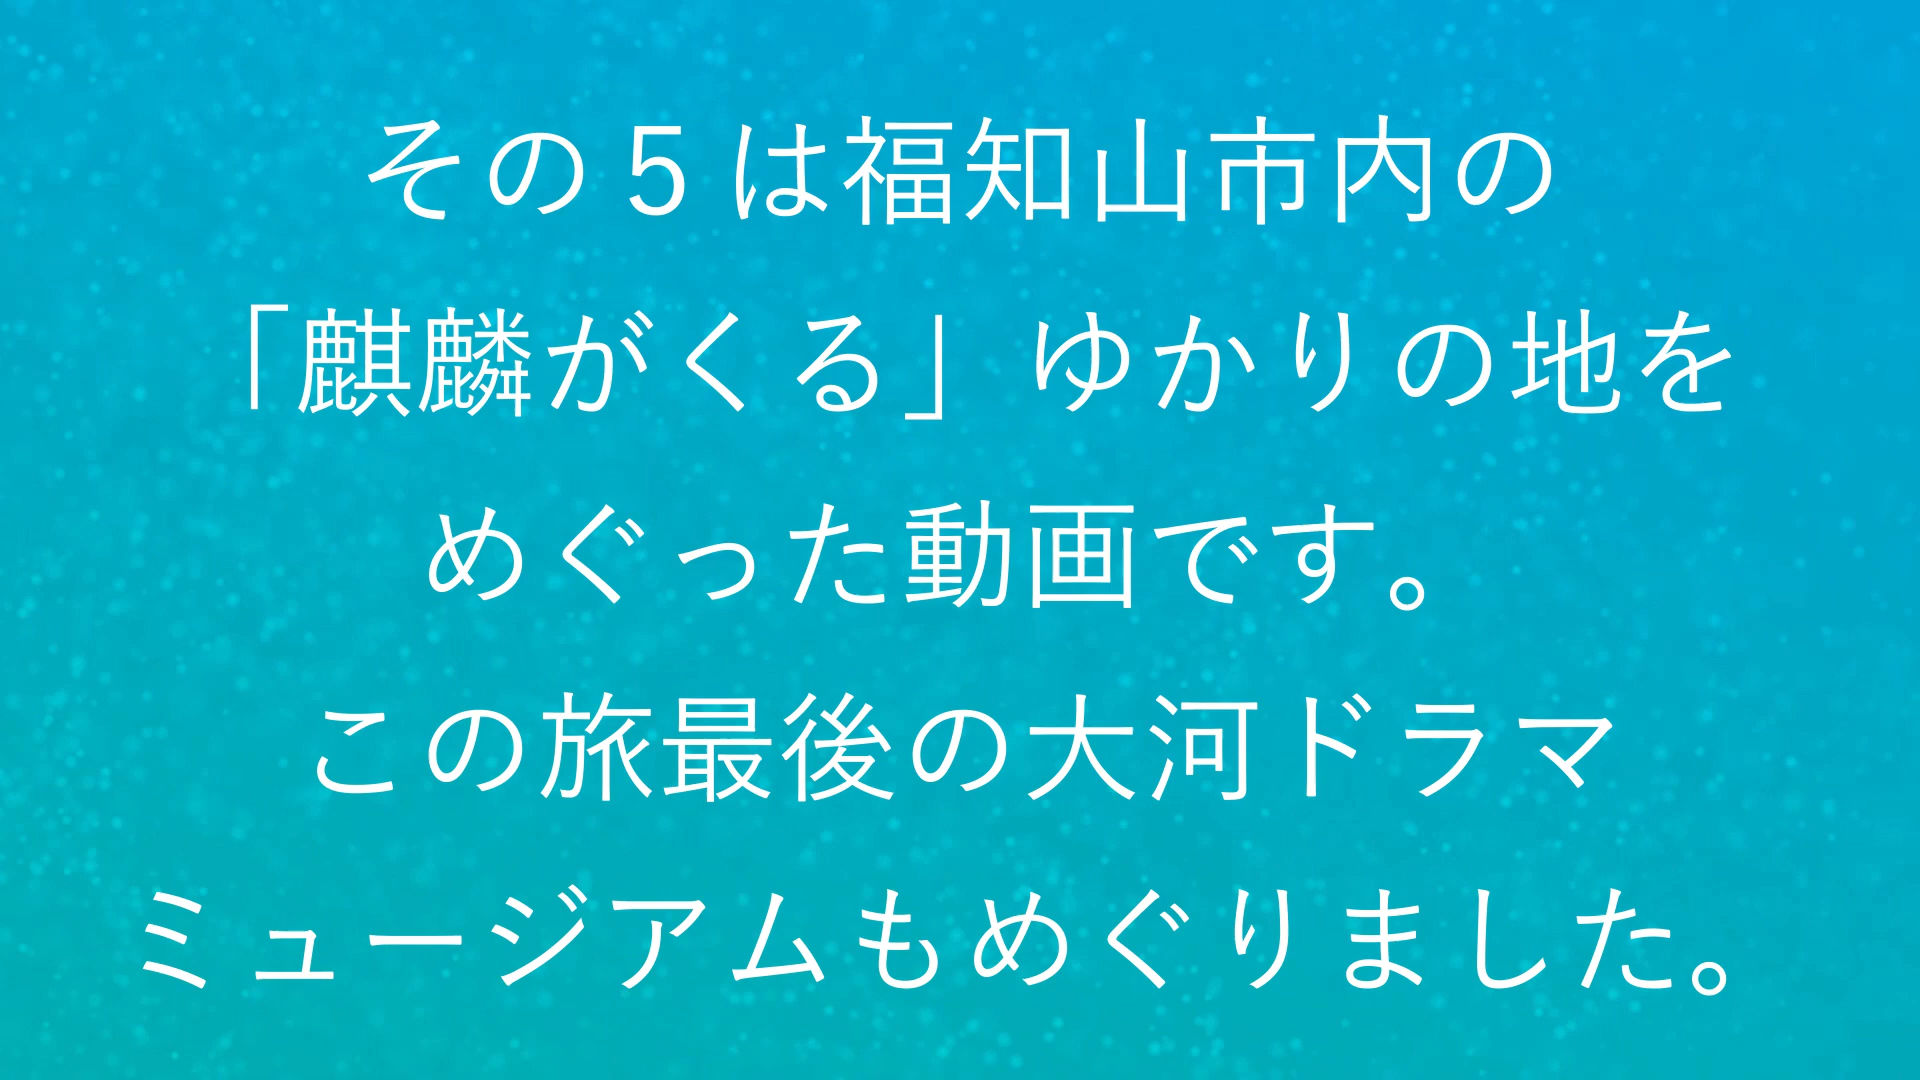 その５は福知山市内の
「麒麟がくる」ゆかりの地を
めぐった動画です。
この旅最後の大河ドラマ
ミュージアムもめぐりました。